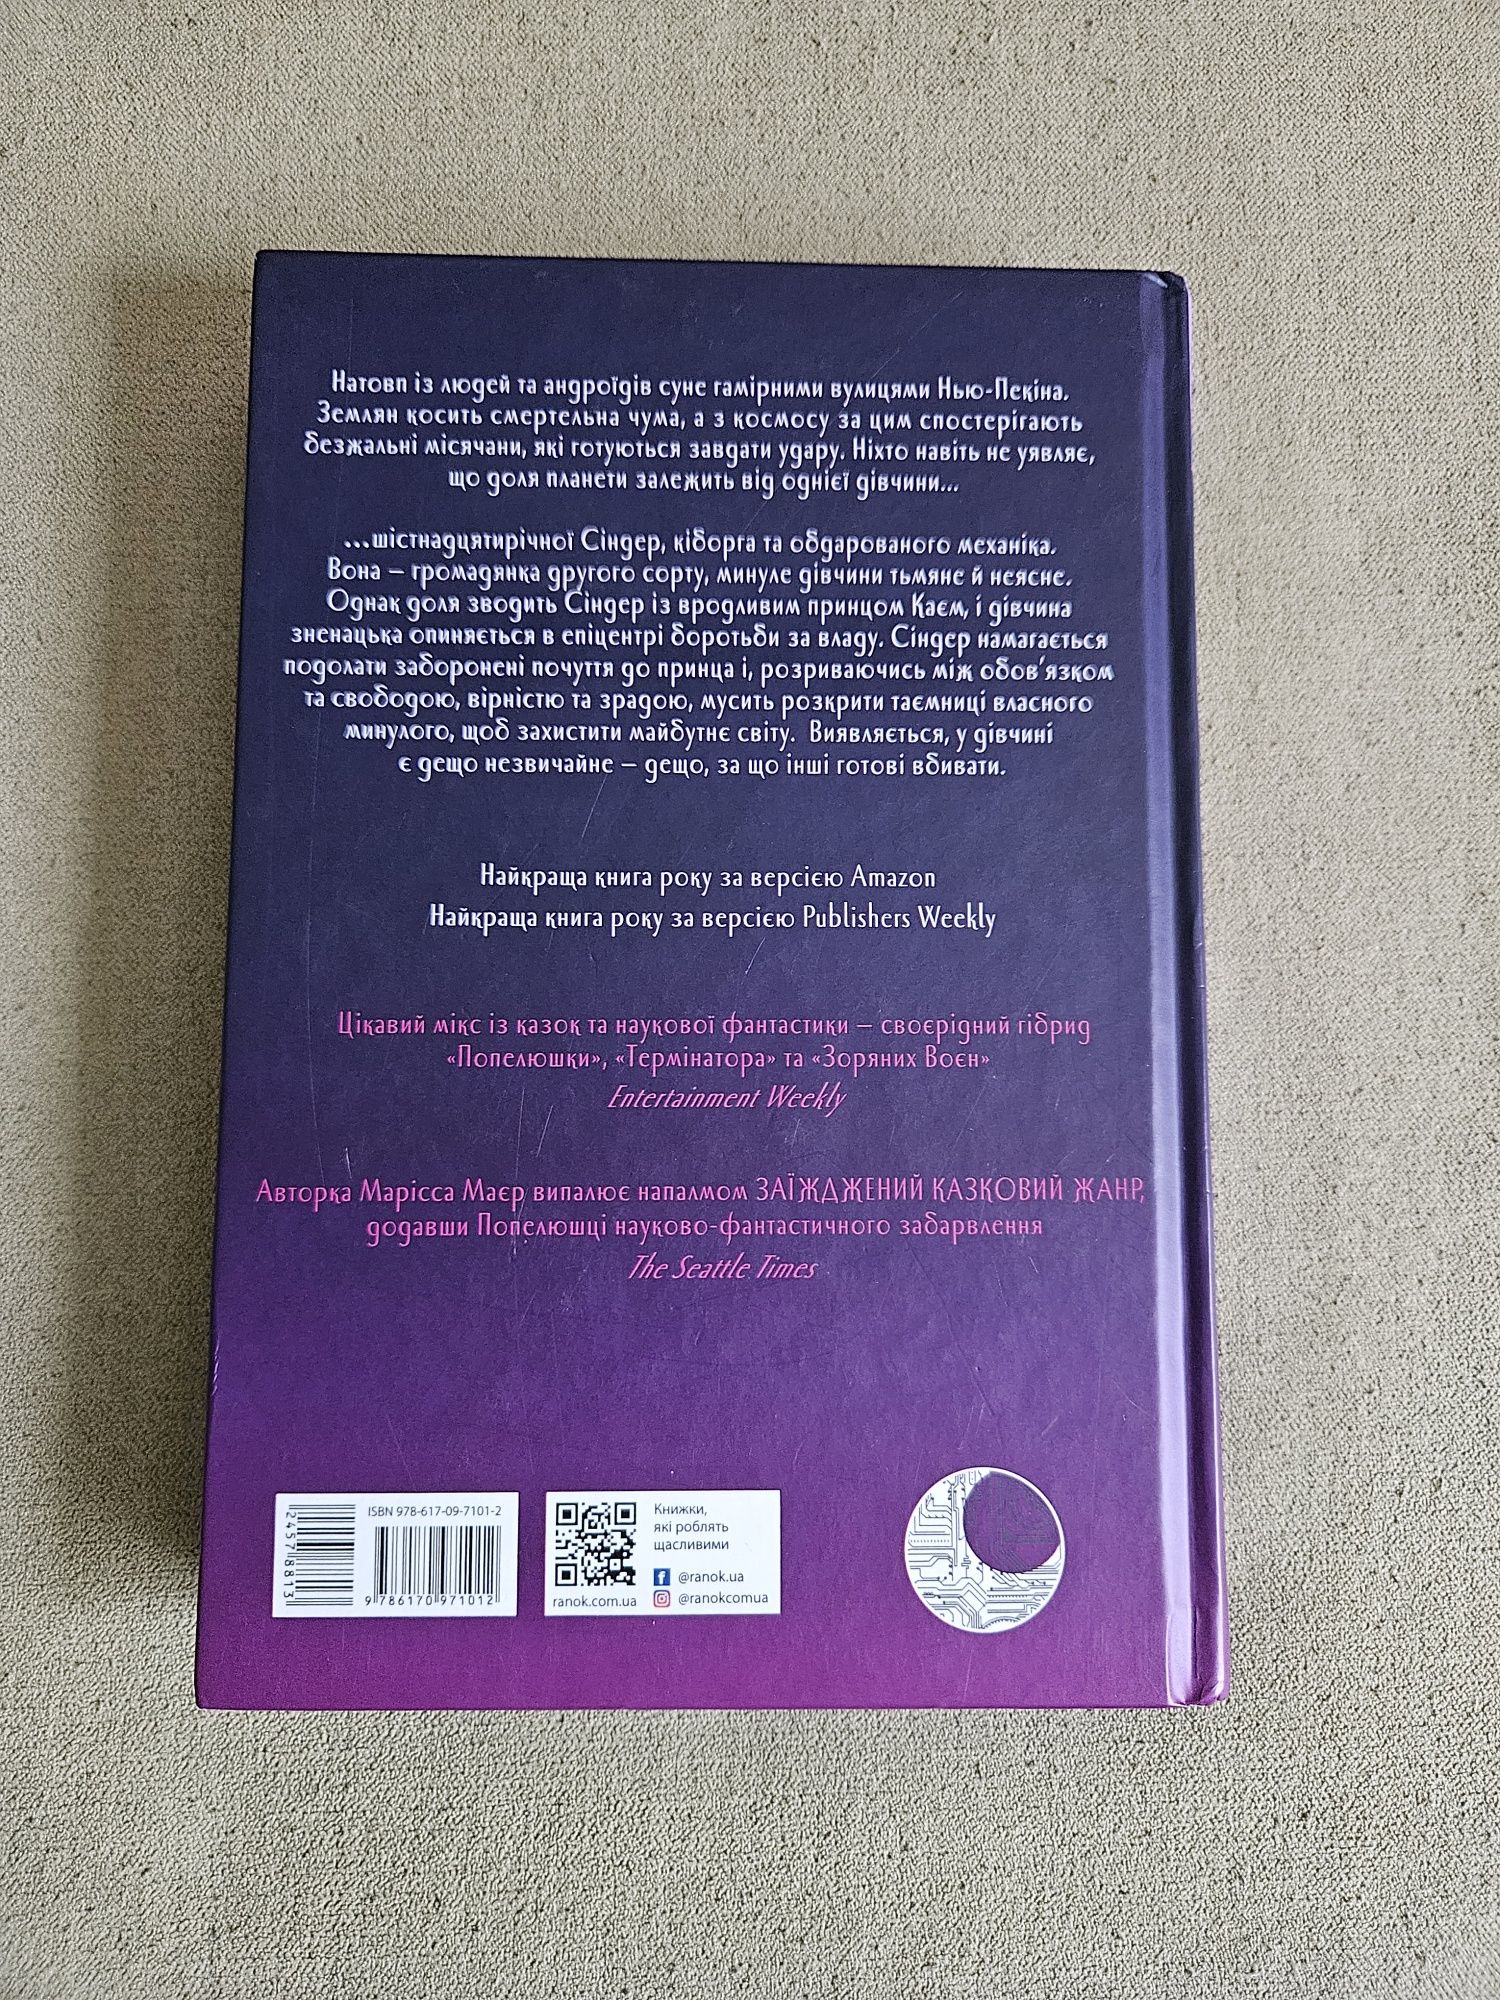 Натовп із людей та андроїдів суне гамірними вулицями Нью-Пекіна.
Землян косить смертельна чума, а з космосу за цим спостерігають
безжальні місячани, які готуються завдати удару. Ніхто навіть не уявляє,
що доля планети залежить від однієї дівчини...
...шістнадцятирічної Сіндер, кіборга та обдарованого механіка.
Вона – громадянка другого сорту, минуле дівчини тьмяне й неясне.
Однак доля зводить Сіндер із вродливим принцом Каєм, і дівчина
зненацька опиняється в епіцентрі боротьби за владу. Сіндер намагається
подолати заборонені почуття до принца і, розриваючись між обов'язком
та свободою, вірністю та зрадою, мусить розкрити таємниці власного
минулого, щоб захистити майбутнє світу. Виявляється, у дівчині
є дещо незвичайне – дещо, за що інші готові вбивати.
Найкраща книга року за версією Amazon
Найкраща книга року за версією Publishers Weekly
Цікавий мікс із казок та наукової фантастики – своєрідний гібрид
«Попелюшки», «Термінатора» та «Зоряних Воєн»
Entertainment Weekly
Авторка Марісса Маєр випалює напалмом ЗАЇЖДЖЕНИЙ КАЗКОВИЙ ЖАНР,
додавши Попелюшці науково-фантастичного забарвлення
The Seattle Times
24578813
ISBN 978-617-09-7101-2
9 786170 971012
Книжки,
які роблять
щасливими
@ranok.ua
ranok.com.ua
@ranokcomua